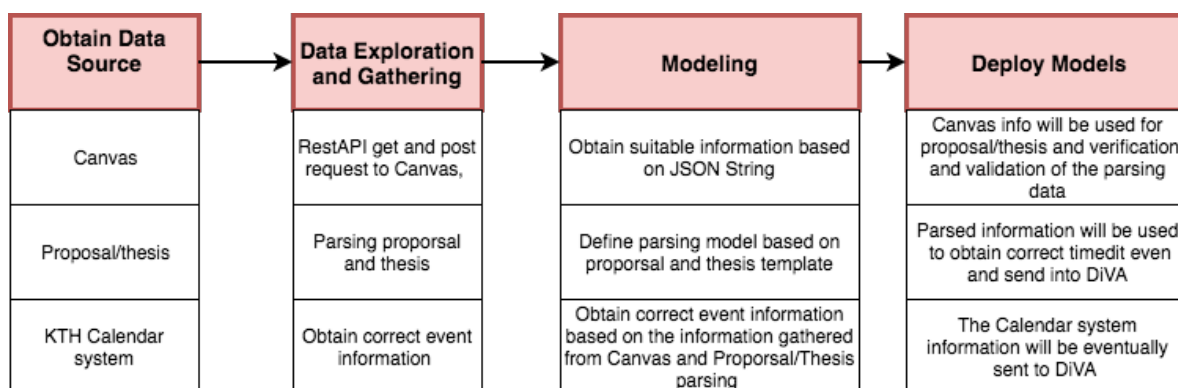 Obtain Data
Source
Data Exploration
and Gathering
Modeling
Deploy Models
Canvas
RestAPI get and post
request to Canvas,
Obtain suitable information based
on JSON String
Canvas info will be used for
proposal/thesis and verification
and validation of the parsing
data
Proposal/thesis
Parsing proporsal
and thesis
Define parsing model based on
proporsal and thesis template
Parsed information will be used
to obtain correct timedit even
and send into DiVA
KTH Calendar
system
Obtain correct event
information
Obtain correct event information
based on the information gathered
from Canvas and Proporsal/Thesis
parsing
The Calendar system
information will be eventually
sent to DiVA